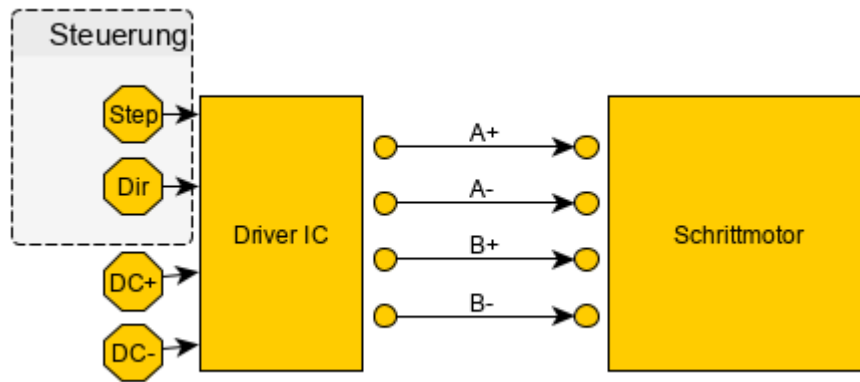 Steuerung
Step
Dir
DC+
DC-
Driver IC
A+
A-
B+
B-
Schrittmotor